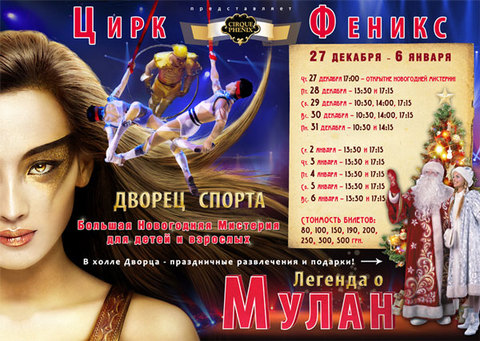 представляет
Цирк Феникс
CIRQUE
PHENIX
27 ДЕКАБРЯ - 6 ЯНВАРЯ
Чт. 27 ДЕКАБРЯ 17:00 – ОТКРЫТИЕ НОВОГОДНЕЙ МИСТЕРИИ!
Пт. 28 ДЕКАБРЯ – 13:30 и 17:15
Сб. 29 ДЕКАБРЯ – 10:30, 14:00, 17:15
Вс. 30 ДЕКАБРЯ – 10:30, 14:00, 17:15
Пн. 31 ДЕКАБРЯ – 10:30 и 14:15
Ср. 2 ЯНВАРЯ – 13:30 и 17:15
Чт. 3 ЯНВАРЯ – 13:30 и 17:15
Пт. 4 ЯНВАРЯ – 13:30 и 17:15
Сб. 5 ЯНВАРЯ – 13:30 и 17:15
Вс. 6 ЯНВАРЯ – 13:30 и 17:15
СТОИМОСТЬ БИЛЕТОВ:
80, 100, 150, 190, 200,
250, 300, 500 ГРН.
ДВОРЕЦ СПОРТА
Большая Новогодняя Мистерия
для детей и взрослых
В холле Дворца - праздничные развлечения и подарки!
Легенда о
Мулан